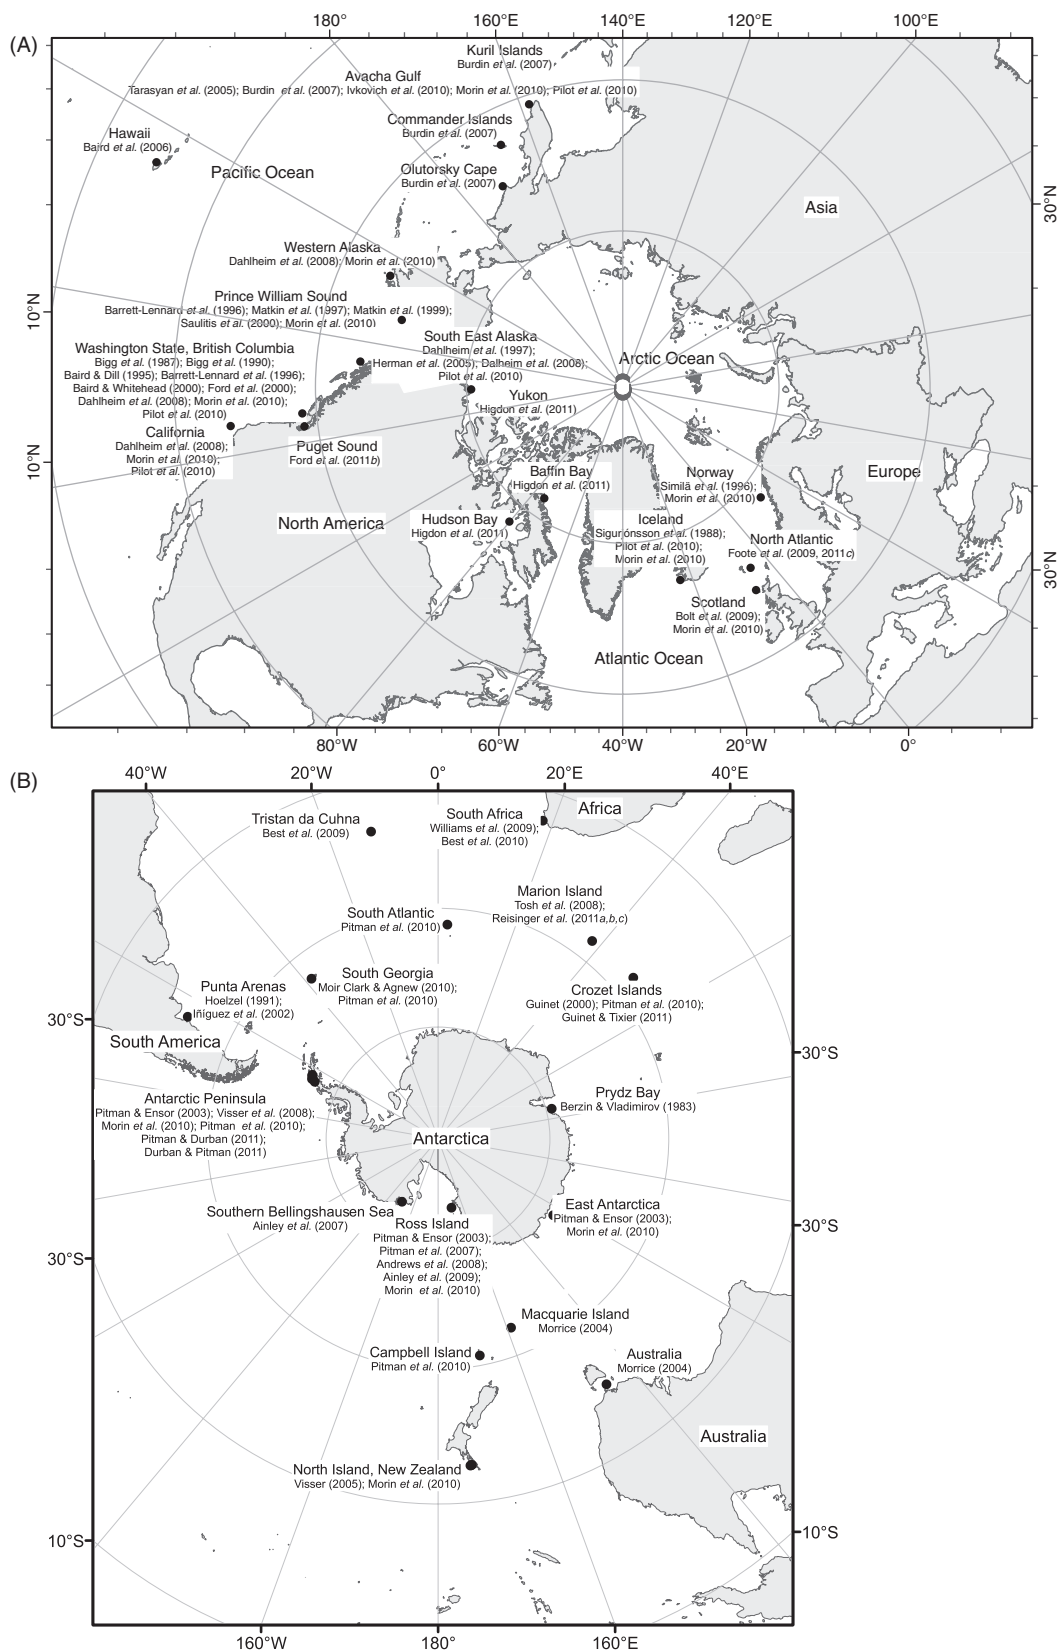 (A)
180°
160°E
140°E
120°E
100°E
Kuril Islands
Burdin et al. (2007)
Avacha Gulf
Tarasyan et al. (2005); Burdin et al. (2007); Ivkovich et al. (2010); Morin et al. (2010); Pilot et al. (2010)
Commander Islands
Burdin et al. (2007)
Hawaii
Baird et al. (2006)
Pacific Ocean
Olutorsky Cape
Burdin et al. (2007)
Asia
30°N
Western Alaska
Dahlheim et al. (2008); Morin et al. (2010)
10°N
Prince William Sound
Barrett-Lennard et al. (1996); Matkin et al. (1997); Matkin et al. (1999);
Saulitis et al. (2000); Morin et al. (2010)
South East Alaska
Dahlheim et al. (1997);
Herman et al. (2005); Dalheim et al. (2008);
Pilot et al. (2010)
Arctic Ocean
Washington State, British Columbia
Bigg et al. (1987); Bigg et al. (1990);
Baird & Dill (1995); Barrett-Lennard et al. (1996);
Baird & Whitehead (2000); Ford et al. (2000);
Dahlheim et al. (2008); Morin et al. (2010);
Pilot et al. (2010)
Yukon
Higdon et al. (2011)
California
Dahlheim et al. (2008);
Morin et al. (2010);
Pilot et al. (2010)
10°N
Puget Sound
Ford et al. (2011b)
Baffin Bay
Higdon et al. (2011)
Norway
Similä et al. (1996);
Morin et al. (2010)
Europe
North America
Hudson Bay
Higdon et al. (2011)
Iceland
Sigurjónsson et al. (1988);
Pilot et al. (2010);
Morin et al. (2010)
North Atlantic
Foote et al. (2009, 2011c)
30°N
Scotland
Bolt et al. (2009);
Morin et al. (2010)
Atlantic Ocean
80°W
60°W
40°W
20°W
0°
(B)
40°W
20°W
0°
20°E
40°E
Tristan da Cuhna
Best et al. (2009)
South Africa
Williams et al. (2009);
Best et al. (2010)
Africa
Marion Island
Tosh et al. (2008);
Reisinger et al. (2011a,b,c)
South Atlantic
Pitman et al. (2010)
South Georgia
Moir Clark & Agnew (2010);
Pitman et al. (2010)
Punta Arenas
Hoelzel (1991);
Iñíguez et al. (2002)
Crozet Islands
Guinet (2000); Pitman et al. (2010);
Guinet & Tixier (2011)
30°S
South America
30°S
Antarctic Peninsula
Pitman & Ensor (2003); Visser et al. (2008);
Morin et al. (2010); Pitman et al. (2010);
Pitman & Durban (2011);
Durban & Pitman (2011)
Prydz Bay
Berzin & Vladimirov (1983)
Antarctica
Southern Bellingshausen Sea
Ainley et al. (2007)
East Antarctica
Pitman & Ensor (2003);
Morin et al. (2010)
30°S
Ross Island
Pitman & Ensor (2003);
Pitman et al. (2007);
Andrews et al. (2008);
Ainley et al. (2009);
Morin et al. (2010)
30°S
Macquarie Island
Morrice (2004)
Campbell Island
Pitman et al. (2010)
Australia
Morrice (2004)
Australia
North Island, New Zealand
Visser (2005); Morin et al. (2010)
10°S
10°S
160°W
180°
160°E